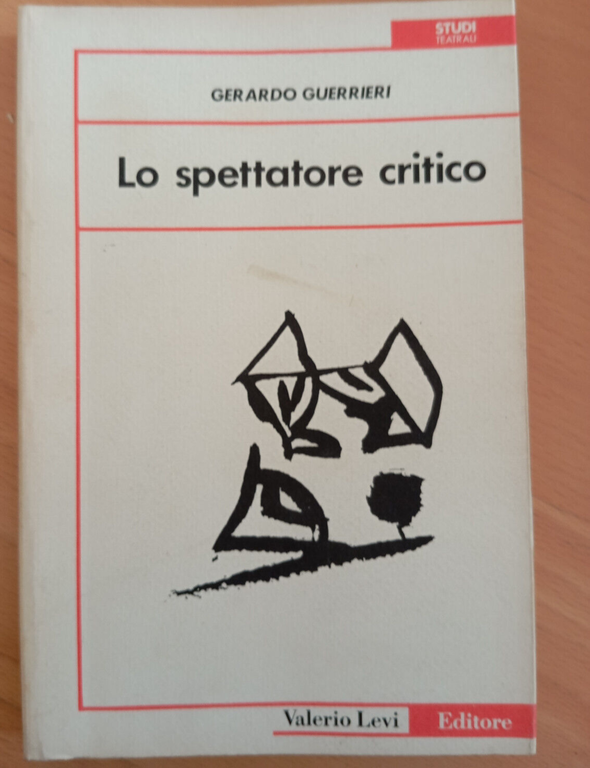 STUDI
TEATRALI
GERARDO GUERRIERI
Lo spettatore critico
Valerio Levi Editore